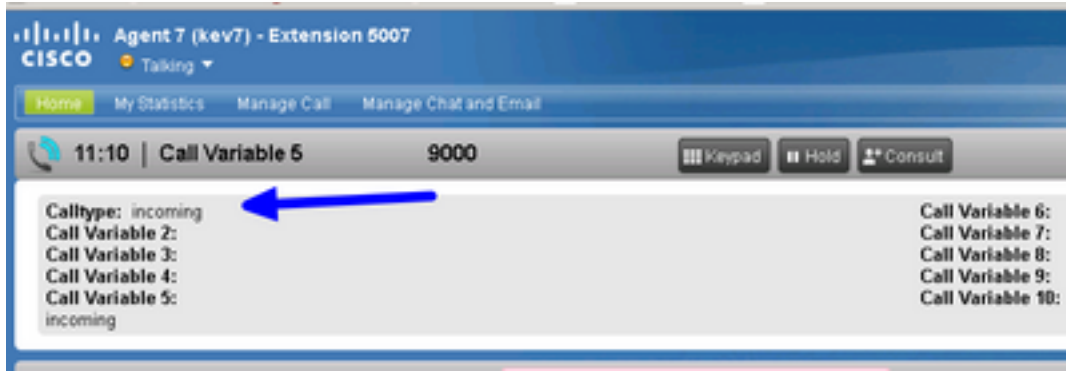 Agent 7 (kev7) - Extension 5007
CISCO
Talking
Home My Statistics Manage Call Manage Chat and Email
11:10 | Call Variable 5 9000 Keypad Hold Consult
Calltype: incoming
Call Variable 2:
Call Variable 3:
Call Variable 4:
Call Variable 5:
incoming
Call Variable 6:
Call Variable 7:
Call Variable 8:
Call Variable 9:
Call Variable 10: